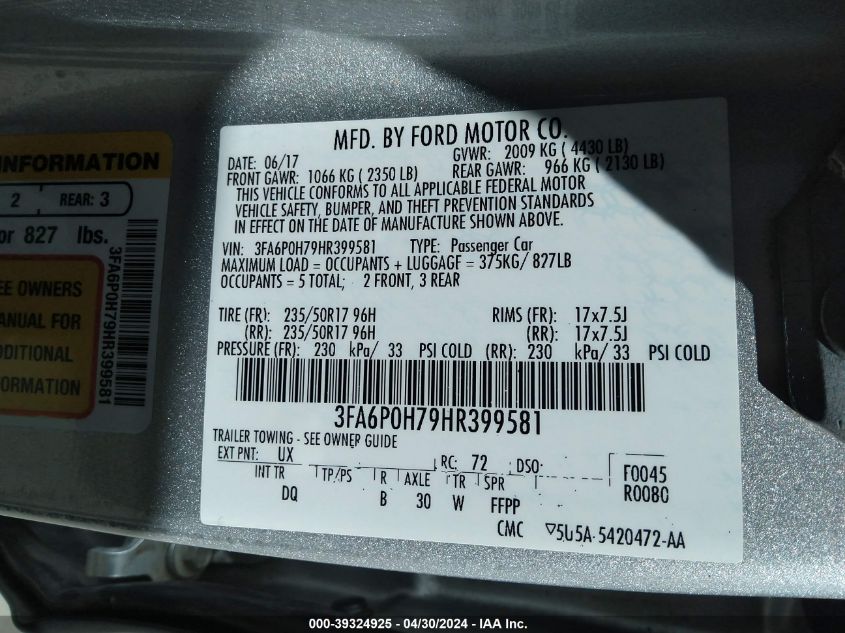 INFORMATION
2 REAR: 3
or 827 lbs.
EE OWNERS
ANUAL FOR
DDITIONAL
FORMATION
3FA6P0H79HR399581
MFD. BY FORD MOTOR CO.
DATE: 06/17 GVWR: 2009 KG ( 4430 LB)
FRONT GAWR: 1066 KG ( 2350 LB) REAR GAWR: 966 KG ( 2130 LB)
THIS VEHICLE CONFORMS TO ALL APPLICABLE FEDERAL MOTOR
VEHICLE SAFETY, BUMPER, AND THEFT PREVENTION STANDARDS
IN EFFECT ON THE DATE OF MANUFACTURE SHOWN ABOVE.
VIN: 3FA6P0H79HR399581 TYPE: Passenger Car
MAXIMUM LOAD = OCCUPANTS + LUGGAGF = 375KG/ 827LB
OCCUPANTS = 5 TOTAL; 2 FRONT, 3 REAR
TIRE (FR): 235/50R17 96H RIMS (FR): 17x7.5J
(RR): 235/50R17 96H (RR): 17x7.5J
PRESSURE (FR): 230 kPa/ 33 PSI COLD (RR): 230 kPa/ 33 PSI COLD
3FA6P0H79HR399581
TRAILER TOWING - SEE OWNER GUIDE
EXT PNT: UX RC: 72 DSO: F0045
INT TR TP/PS R AXLE TR SPR R0080
DQ B 30 W FFPP
CMC ▽5U5A-5420472-AA
000-39324925 - 04/30/2024 - IAA Inc.